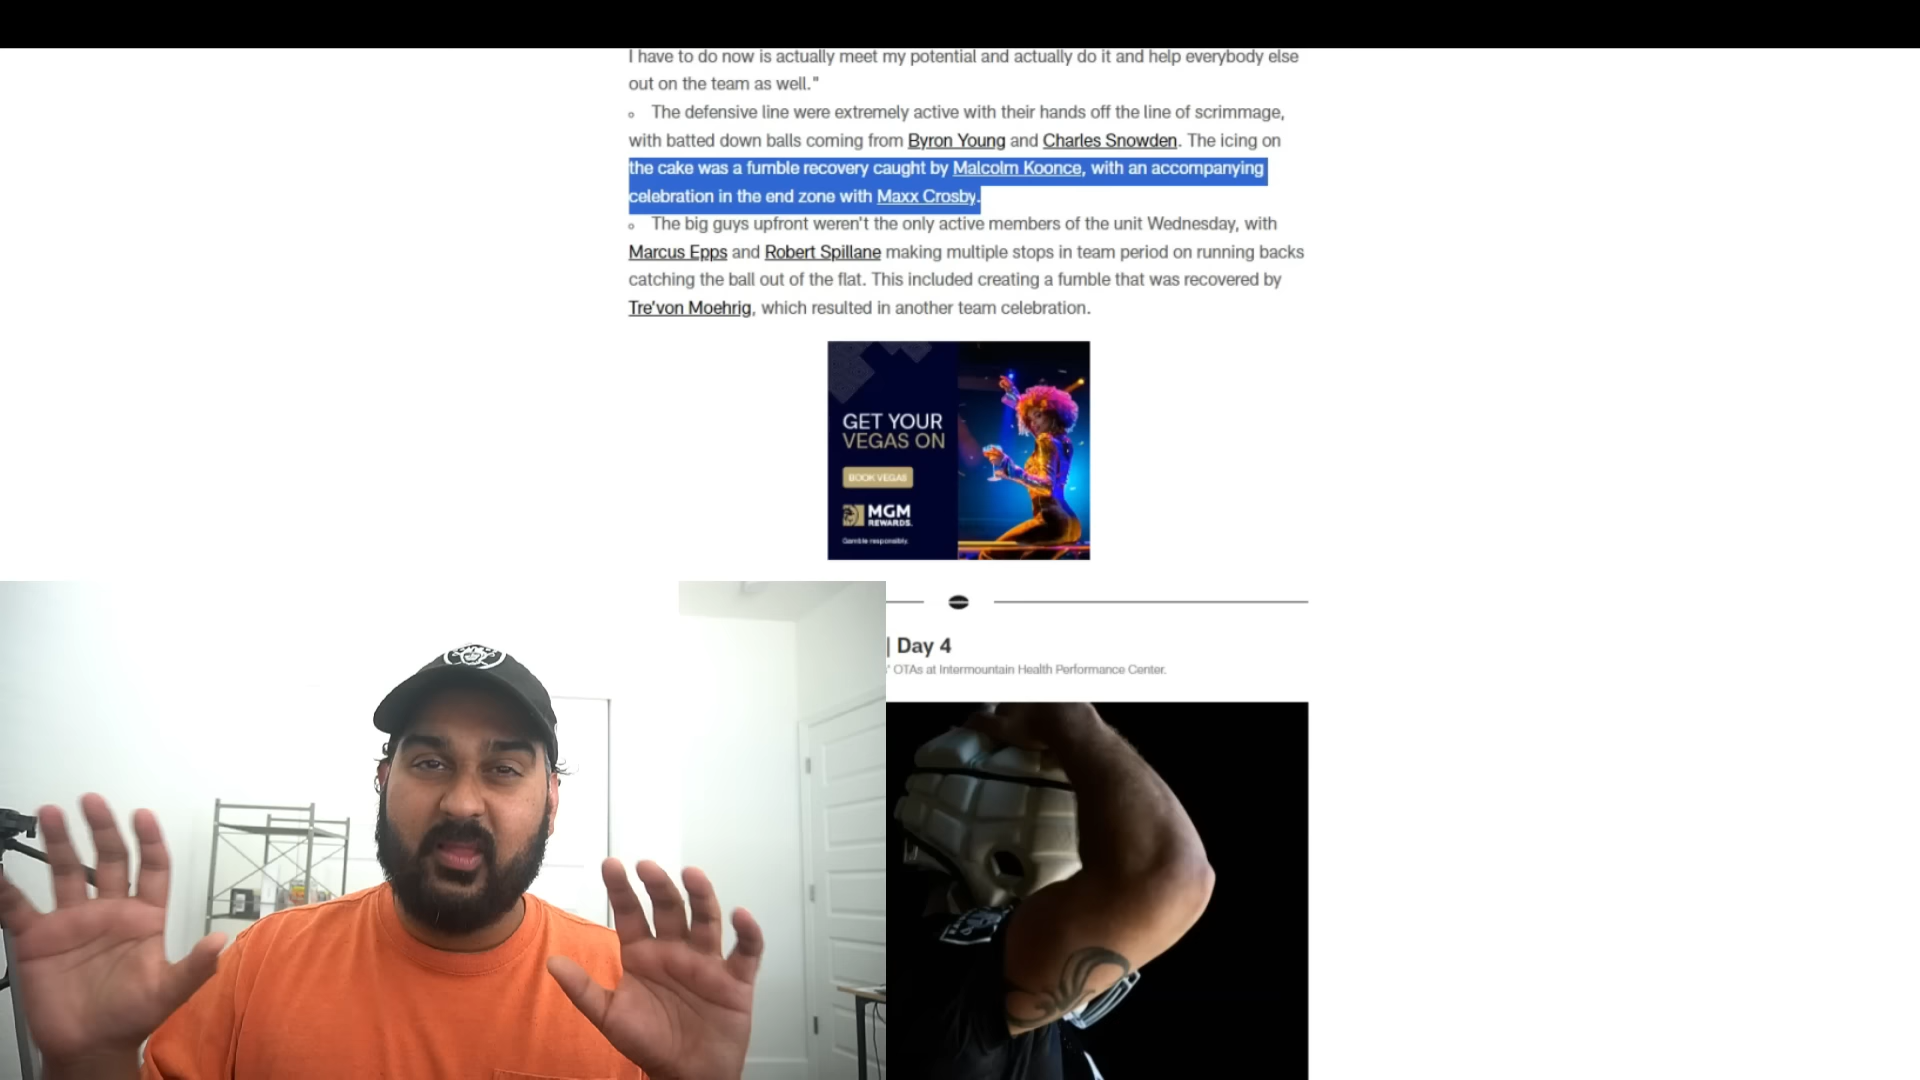 I have to do now is actually meet my potential and actually do it and help everybody else
out on the team as well."
The defensive line were extremely active with their hands off the line of scrimmage,
with batted down balls coming from Byron Young and Charles Snowden. The icing on
the cake was a fumble recovery caught by Malcolm Koonce, with an accompanying
celebration in the end zone with Maxx Crosby.
The big guys upfront weren't the only active members of the unit Wednesday, with
Marcus Epps and Robert Spillane making multiple stops in team period on running backs
catching the ball out of the flat. This included creating a fumble that was recovered by
Tre'von Moehrig, which resulted in another team celebration.
GET YOUR
VEGAS ON
BOOK VEGAS
MGM
REWARDS.
Gamble responsibly.
| Day 4
' OTAs at Intermountain Health Performance Center.